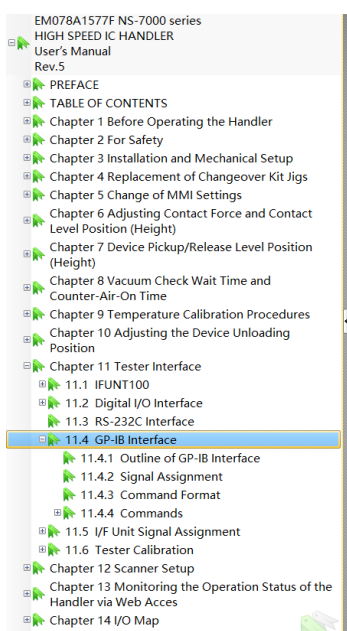 EM078A1577F NS-7000 series
HIGH SPEED IC HANDLER
User's Manual
Rev.5
PREFACE
TABLE OF CONTENTS
Chapter 1 Before Operating the Handler
Chapter 2 For Safety
Chapter 3 Installation and Mechanical Setup
Chapter 4 Replacement of Changeover Kit Jigs
Chapter 5 Change of MMI Settings
Chapter 6 Adjusting Contact Force and Contact
Level Position (Height)
Chapter 7 Device Pickup/Release Level Position
(Height)
Chapter 8 Vacuum Check Wait Time and
Counter-Air-On Time
Chapter 9 Temperature Calibration Procedures
Chapter 10 Adjusting the Device Unloading
Position
Chapter 11 Tester Interface
11.1 IFUNT100
11.2 Digital I/O Interface
11.3 RS-232C Interface
11.4 GP-IB Interface
11.4.1 Outline of GP-IB Interface
11.4.2 Signal Assignment
11.4.3 Command Format
11.4.4 Commands
11.5 I/F Unit Signal Assignment
11.6 Tester Calibration
Chapter 12 Scanner Setup
Chapter 13 Monitoring the Operation Status of the
Handler via Web Acces
Chapter 14 I/O Map